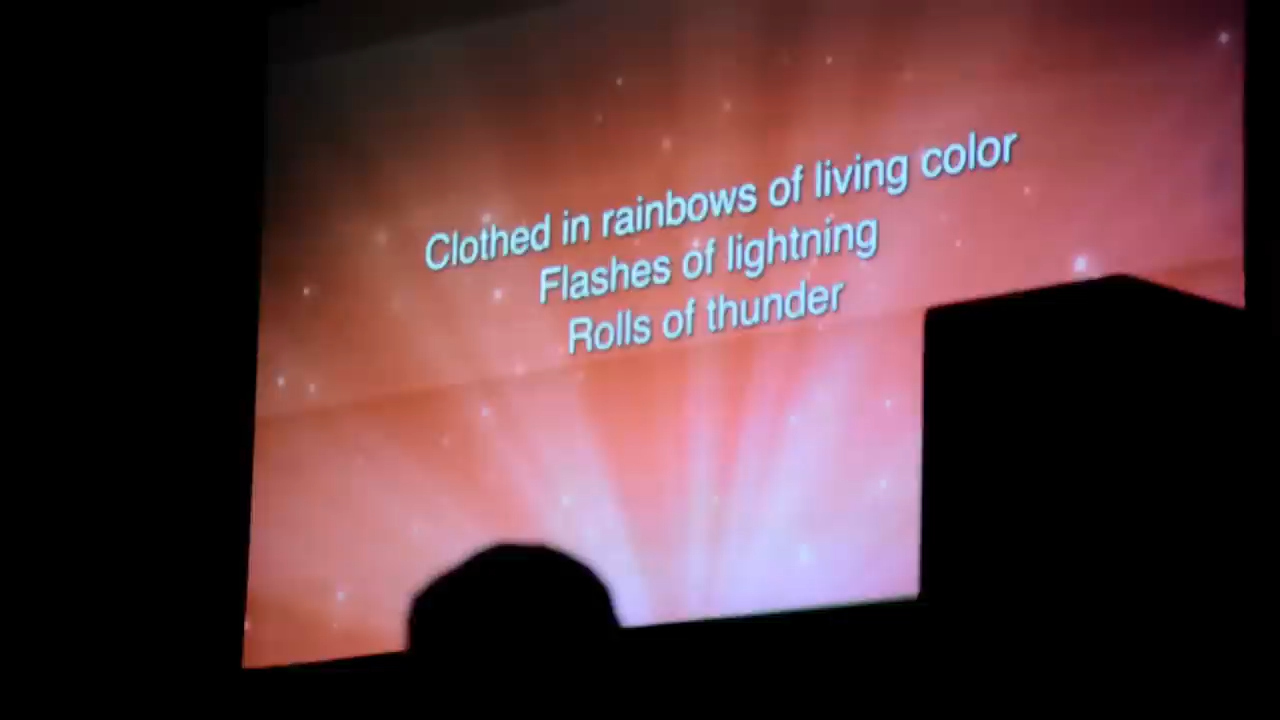 Clothed in rainbows of living color
Flashes of lightning
Rolls of thunder